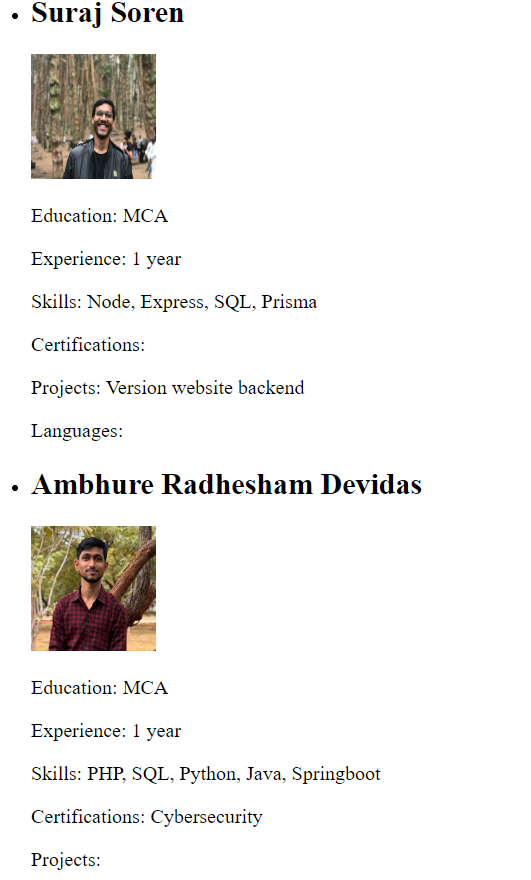 Suraj Soren
Education: MCA
Experience: 1 year
Skills: Node, Express, SQL, Prisma
Certifications:
Projects: Version website backend
Languages:
Ambhure Radhesham Devidas
Education: MCA
Experience: 1 year
Skills: PHP, SQL, Python, Java, Springboot
Certifications: Cybersecurity
Projects: